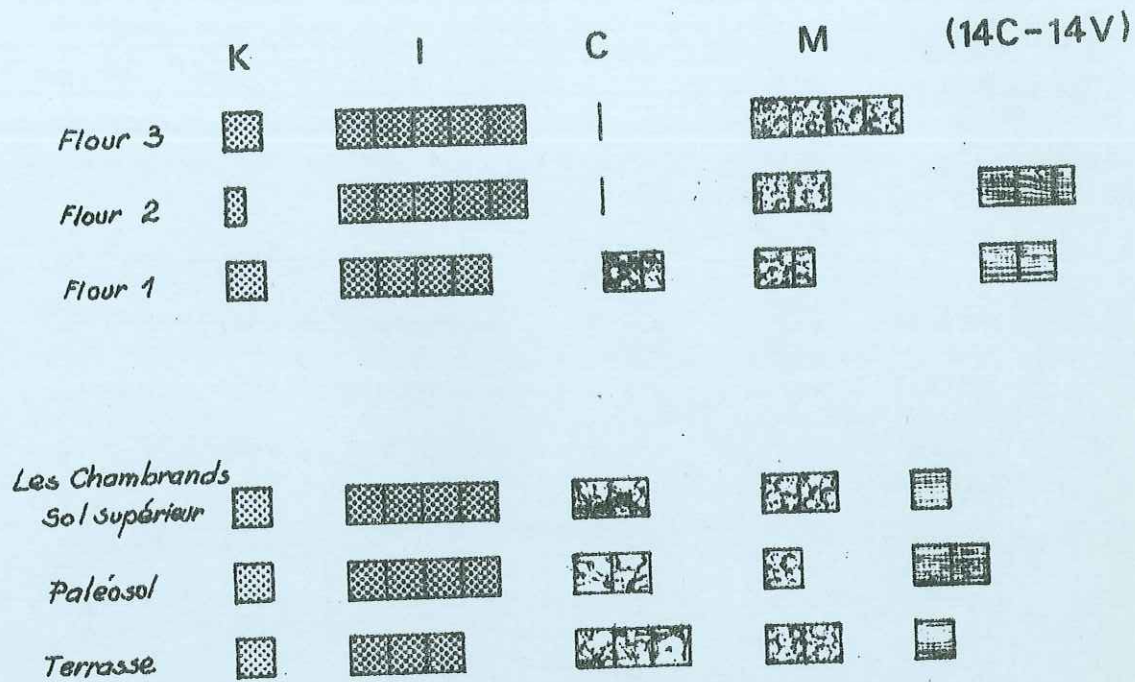 K I C M (14C-14V)
Flour 3
Flour 2
Flour 1
Les Chambrands
Sol supérieur
Paléosol
Terrasse